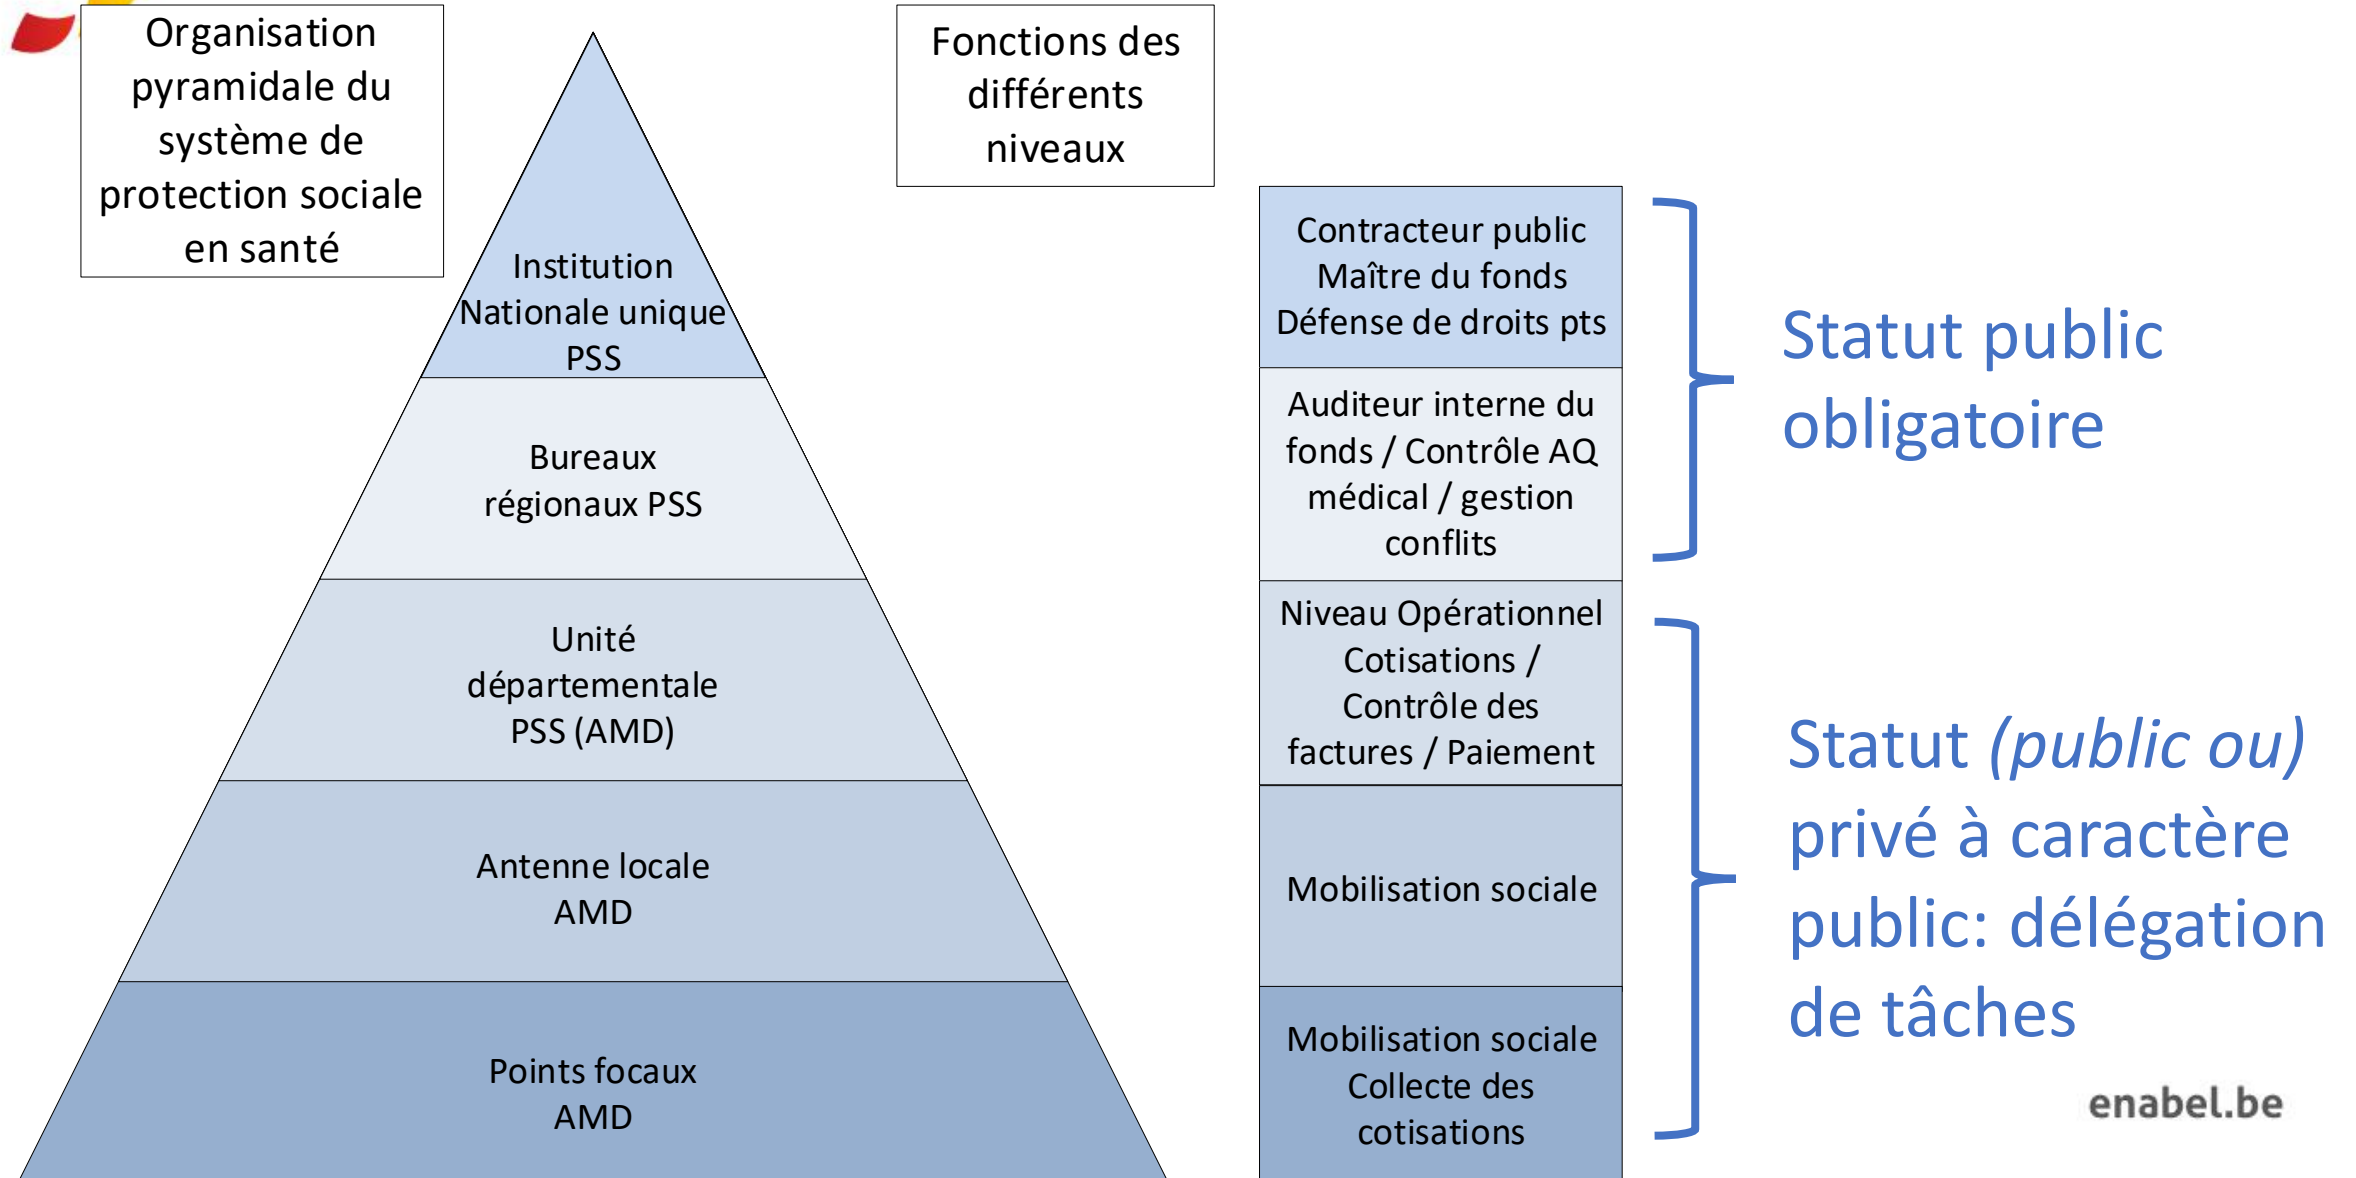 Organisation
pyramidale du
système de
protection sociale
en santé
Fonctions des
différents
niveaux
Institution
Nationale unique
PSS
Bureaux
régionaux PSS
Unité
départementale
PSS (AMD)
Antenne locale
AMD
Points focaux
AMD
Contracteur public
Maître du fonds
Défense de droits pts
Auditeur interne du
fonds / Contrôle AQ
médical / gestion
conflits
Niveau Opérationnel
Cotisations /
Contrôle des
factures / Paiement
Mobilisation sociale
Mobilisation sociale
Collecte des
cotisations
Statut public
obligatoire
Statut (public ou)
privé à caractère
public: délégation
de tâches
enabel.be